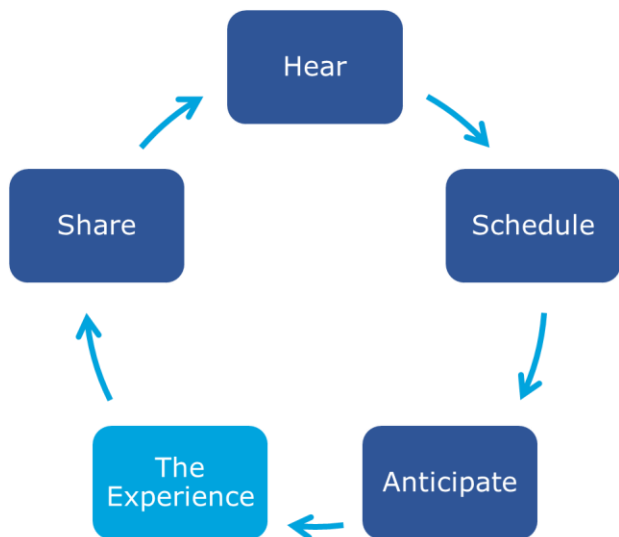 Hear
Schedule
Anticipate
The
Experience
Share